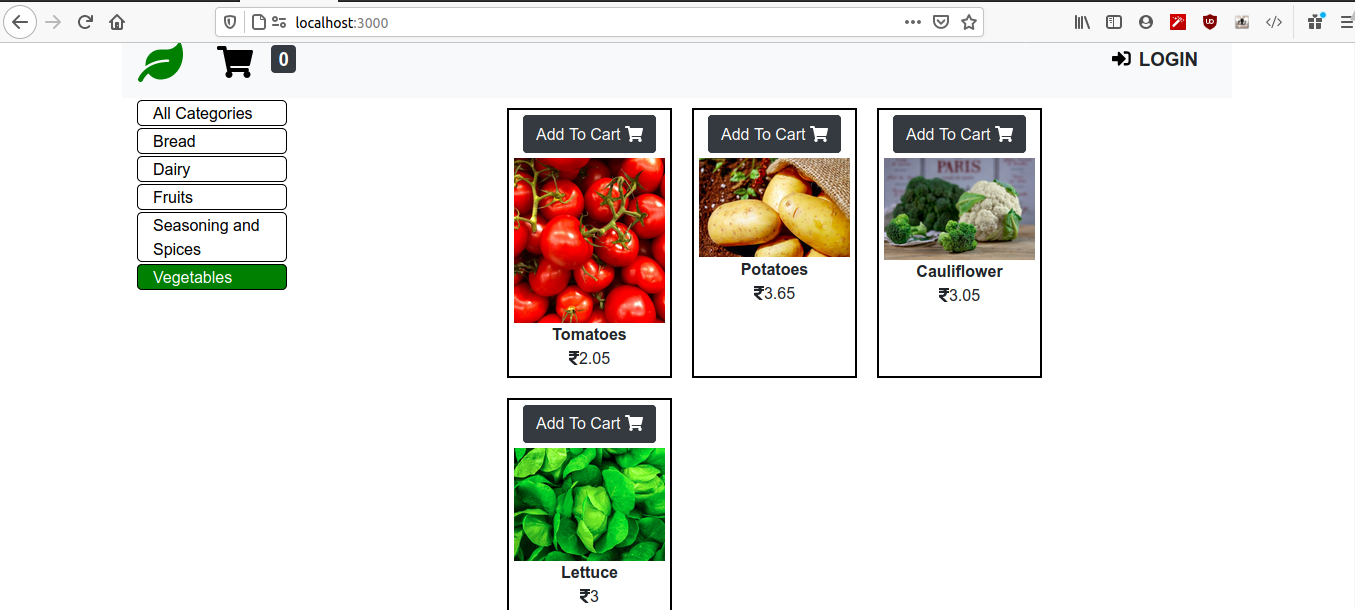 localhost:3000
0
LOGIN
All Categories
Bread
Dairy
Fruits
Seasoning and
Spices
Vegetables
Add To Cart
Tomatoes
₹2.05
Add To Cart
Potatoes
₹3.65
Add To Cart
PARIS
Cauliflower
₹3.05
Add To Cart
Lettuce
₹3